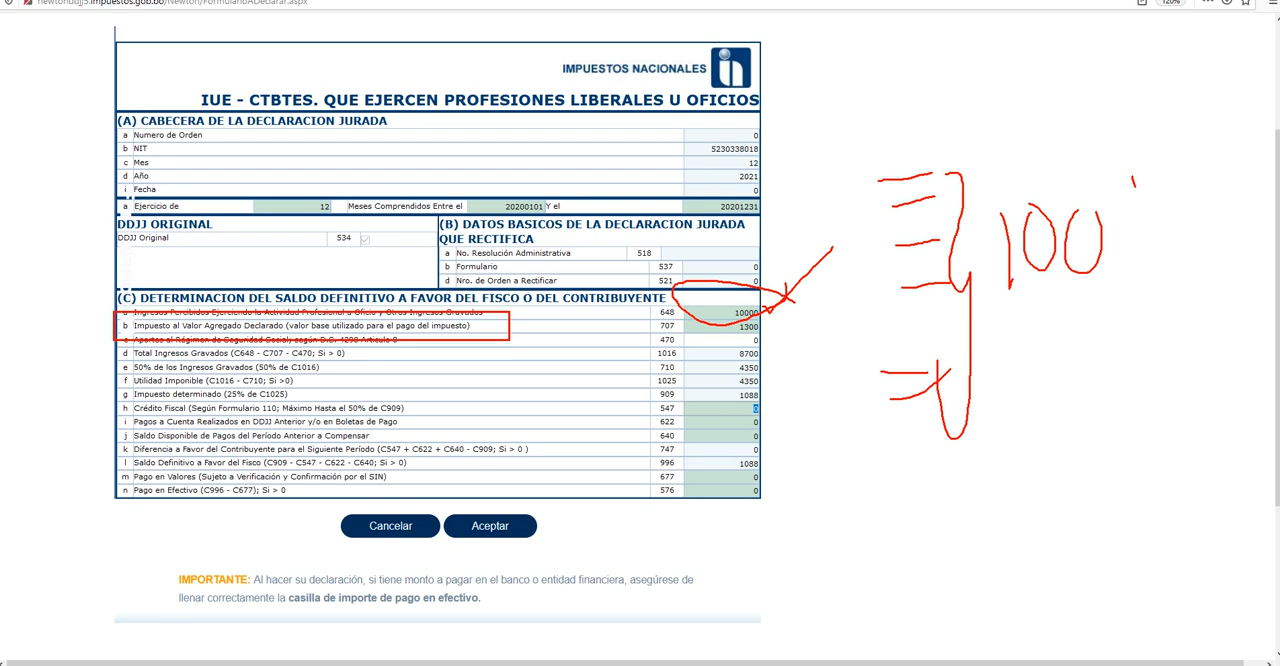 newtonddjj5.impuestos.gob.bo/Newton/FormularioADeclarar.aspx
120%
IMPUESTOS NACIONALES
IUE - CTBTES. QUE EJERCEN PROFESIONES LIBERALES U OFICIOS
(A) CABECERA DE LA DECLARACION JURADA
a Numero de Orden 0
b NIT 5230338018
c Mes 12
d Año 2021
i Fecha 0
a Ejercicio de 12 Meses Comprendidos Entre el 20200101 Y el 20201231
DDJJ ORIGINAL
DDJJ Original 534
(B) DATOS BASICOS DE LA DECLARACION JURADA
QUE RECTIFICA
a No. Resolución Administrativa 518
b Formulario 537 0
d Nro. de Orden a Rectificar 521 0
(C) DETERMINACION DEL SALDO DEFINITIVO A FAVOR DEL FISCO O DEL CONTRIBUYENTE
a Ingresos Percibidos Ejerciendo la Actividad Profesional u Oficio y Otros Ingresos Gravados 648 10000
b Impuesto al Valor Agregado Declarado (valor base utilizado para el pago del impuesto) 707 1300
c Aportes al Régimen de Seguridad Social; según D.S. 4298 Articulo 9 470 0
d Total Ingresos Gravados (C648 - C707 - C470; Si > 0) 1016 8700
e 50% de los Ingresos Gravados (50% de C1016) 710 4350
f Utilidad Imponible (C1016 - C710; Si >0) 1025 4350
g Impuesto determinado (25% de C1025) 909 1088
h Crédito Fiscal (Según Formulario 110; Máximo Hasta el 50% de C909) 547 0
i Pagos a Cuenta Realizados en DDJJ Anterior y/o en Boletas de Pago 622 0
j Saldo Disponible de Pagos del Período Anterior a Compensar 640 0
k Diferencia a Favor del Contribuyente para el Siguiente Período (C547 + C622 + C640 - C909; Si > 0 ) 747 0
l Saldo Definitivo a Favor del Fisco (C909 - C547 - C622 - C640; Si > 0) 996 1088
m Pago en Valores (Sujeto a Verificación y Confirmación por el SIN) 677 0
n Pago en Efectivo (C996 - C677); Si > 0 576 0
Cancelar Aceptar
IMPORTANTE: Al hacer su declaración, si tiene monto a pagar en el banco o entidad financiera, asegúrese de
llenar correctamente la casilla de importe de pago en efectivo.
100